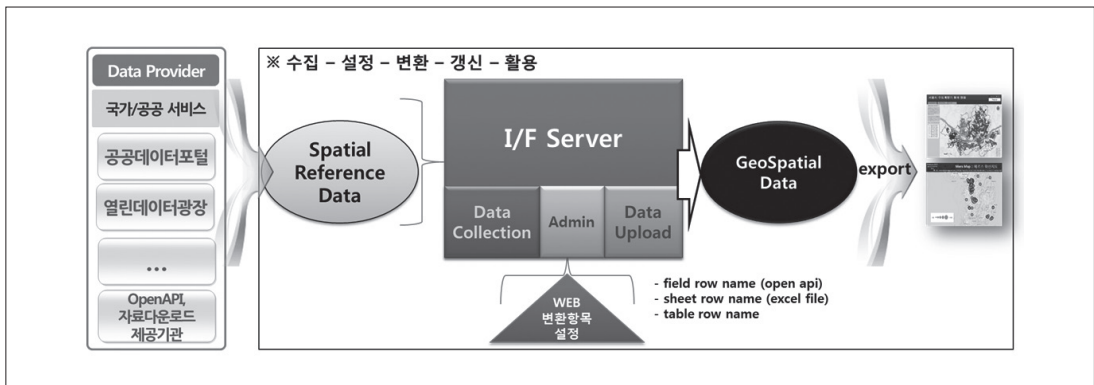 Data Provider
국가/공공 서비스
공공데이터포털
열린데이터광장
...
OpenAPI,
자료다운로드
제공기관
※ 수집 – 설정 – 변환 – 갱신 – 활용
Spatial
Reference
Data
I/F Server
Data
Collection
Admin
Data
Upload
WEB
변환항목
설정
- field row name (open api)
- sheet row name (excel file)
- table row name
GeoSpatial
Data
export